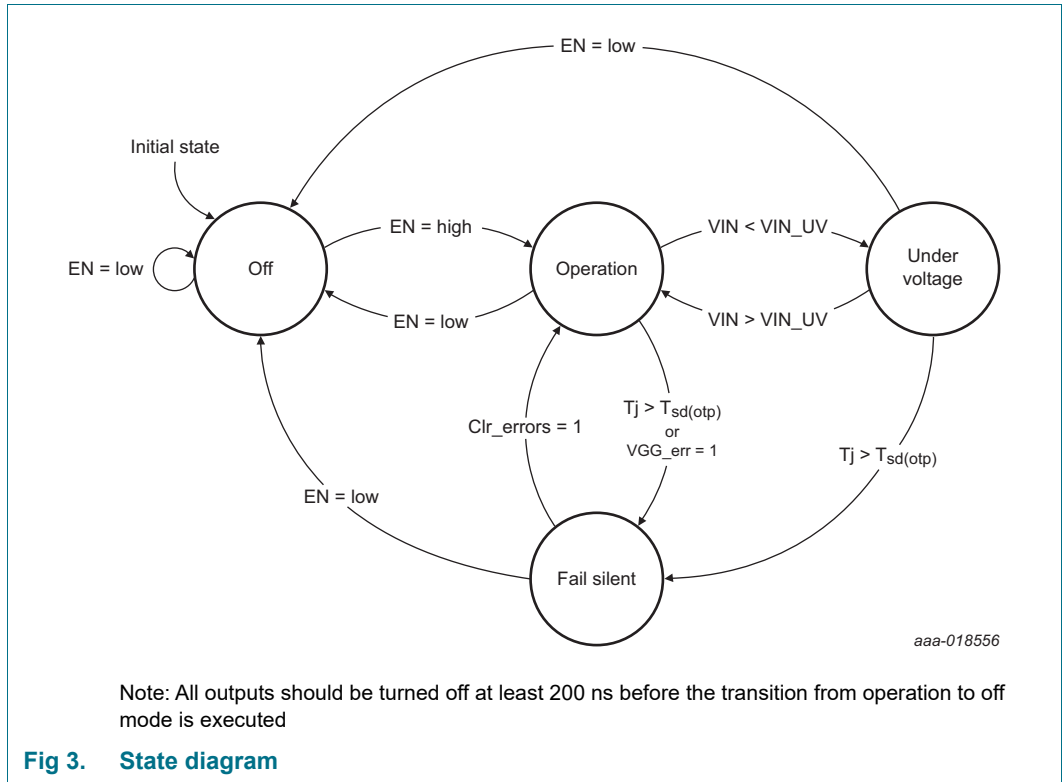 EN = low
Initial state
EN = high
VIN < VIN_UV
EN = low
Off
Operation
Under
voltage
EN = low
VIN > VIN_UV
Clr_errors = 1
Tj > Tsd(otp)
or
VGG_err = 1
Tj > Tsd(otp)
EN = low
Fail silent
aaa-018556
Note: All outputs should be turned off at least 200 ns before the transition from operation to off
mode is executed
Fig 3. State diagram